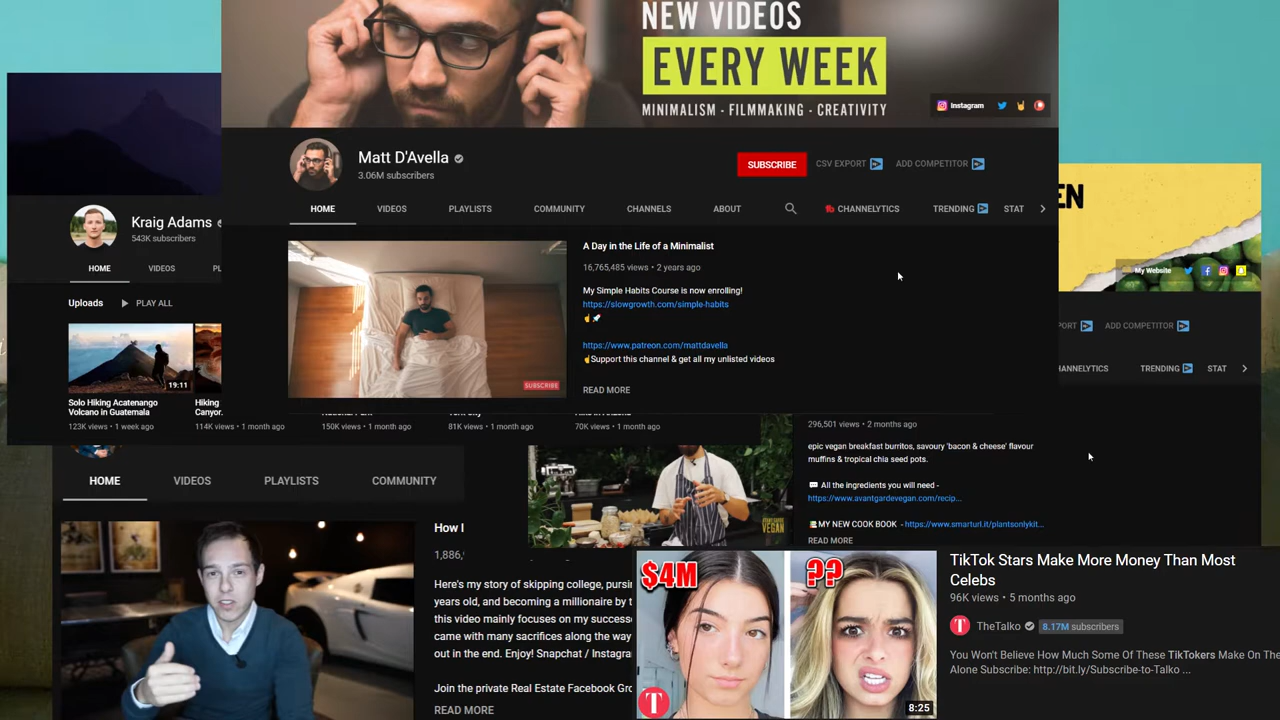 NEW VIDEOS
EVERY WEEK
MINIMALISM - FILMMAKING - CREATIVITY
Instagram
Matt D'Avella
3.06M subscribers
SUBSCRIBE
CSV EXPORT
ADD COMPETITOR
HOME
VIDEOS
PLAYLISTS
COMMUNITY
CHANNELS
ABOUT
CHANNELYTICS
TRENDING
STAT
A Day in the Life of a Minimalist
16,765,485 views • 2 years ago
My Simple Habits Course is now enrolling!
https://slowgrowth.com/simple-habits
https://www.patreon.com/mattdavella
☝Support this channel & get all my unlisted videos
READ MORE
SUBSCRIBE
Kraig Adams
543K subscribers
HOME
VIDEOS
PL
Uploads
PLAY ALL
19:11
Solo Hiking Acatenango
Volcano in Guatemala
123K views • 1 week ago
Hiking
Canyor.
114K views • 1 month ago
150K views • 1 month ago
81K views • 1 month ago
70K views • 1 month ago
EN
My Website
PORT
ADD COMPETITOR
HANNELYTICS
TRENDING
STAT
296,501 views • 2 months ago
epic vegan breakfast burritos, savoury 'bacon & cheese' flavour
muffins & tropical chia seed pots.
All the ingredients you will need -
https://www.avantgardevegan.com/recip...
MY NEW COOK BOOK - https://www.smarturl.it/plantsonlykit...
READ MORE
AVANTGARDE
VEGAN
HOME
VIDEOS
PLAYLISTS
COMMUNITY
How I
1,886,
Here's my story of skipping college, pursi
years old, and becoming a millionaire by t
this video mainly focuses on my success
came with many sacrifices along the way
out in the end. Enjoy! Snapchat / Instagra
Join the private Real Estate Facebook Gro
READ MORE
$4M
??
8:25
TikTok Stars Make More Money Than Most
Celebs
96K views • 5 months ago
TheTalko
8.17M subscribers
You Won't Believe How Much Some Of These TikTokers Make On The
Alone Subscribe: http://bit.ly/Subscribe-to-Talko ...